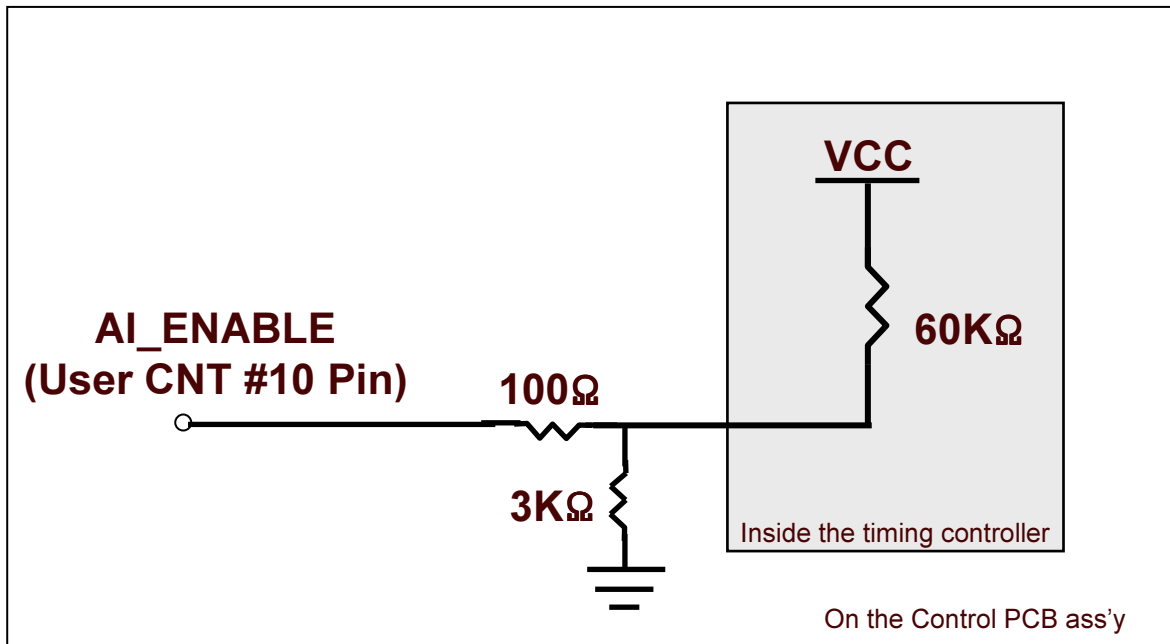 VCC
60KΩ
AI_ENABLE
(User CNT #10 Pin)
100Ω
3KΩ
Inside the timing controller
On the Control PCB ass'y